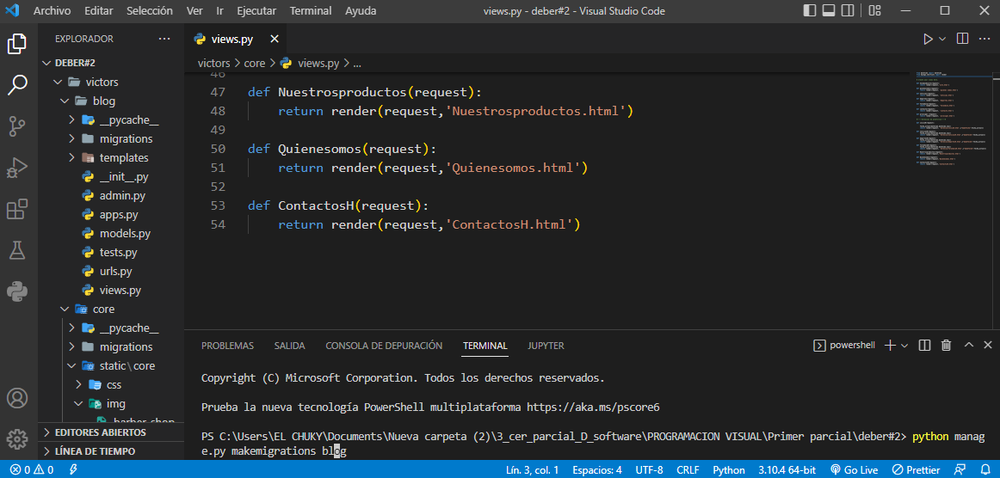 Archivo Editar Selección Ver Ir Ejecutar Terminal Ayuda views.py - deber#2 - Visual Studio Code
EXPLORADOR
DEBER#2
victors
blog
__pycache__
migrations
templates
__init__.py
admin.py
apps.py
models.py
tests.py
urls.py
views.py
core
__pycache__
migrations
static\core
css
img
barber-shop
EDITORES ABIERTOS
LÍNEA DE TIEMPO
views.py
victors > core > views.py > ...
46
47 def Nuestrosproductos(request):
48 return render(request,'Nuestrosproductos.html')
49
50 def Quienesomos(request):
51 return render(request,'Quienesomos.html')
52
53 def ContactosH(request):
54 return render(request,'ContactosH.html')
PROBLEMAS SALIDA CONSOLA DE DEPURACIÓN TERMINAL JUPYTER powershell
Copyright (C) Microsoft Corporation. Todos los derechos reservados.
Prueba la nueva tecnología PowerShell multiplataforma https://aka.ms/pscore6
PS C:\Users\EL CHUKY\Documents\Nueva carpeta (2)\3_cer_parcial_D_software\PROGRAMACION VISUAL\Primer parcial\deber#2> python manag
e.py makemigrations blog
0 0 Lín. 3, col. 1 Espacios: 4 UTF-8 CRLF Python 3.10.4 64-bit Go Live Prettier